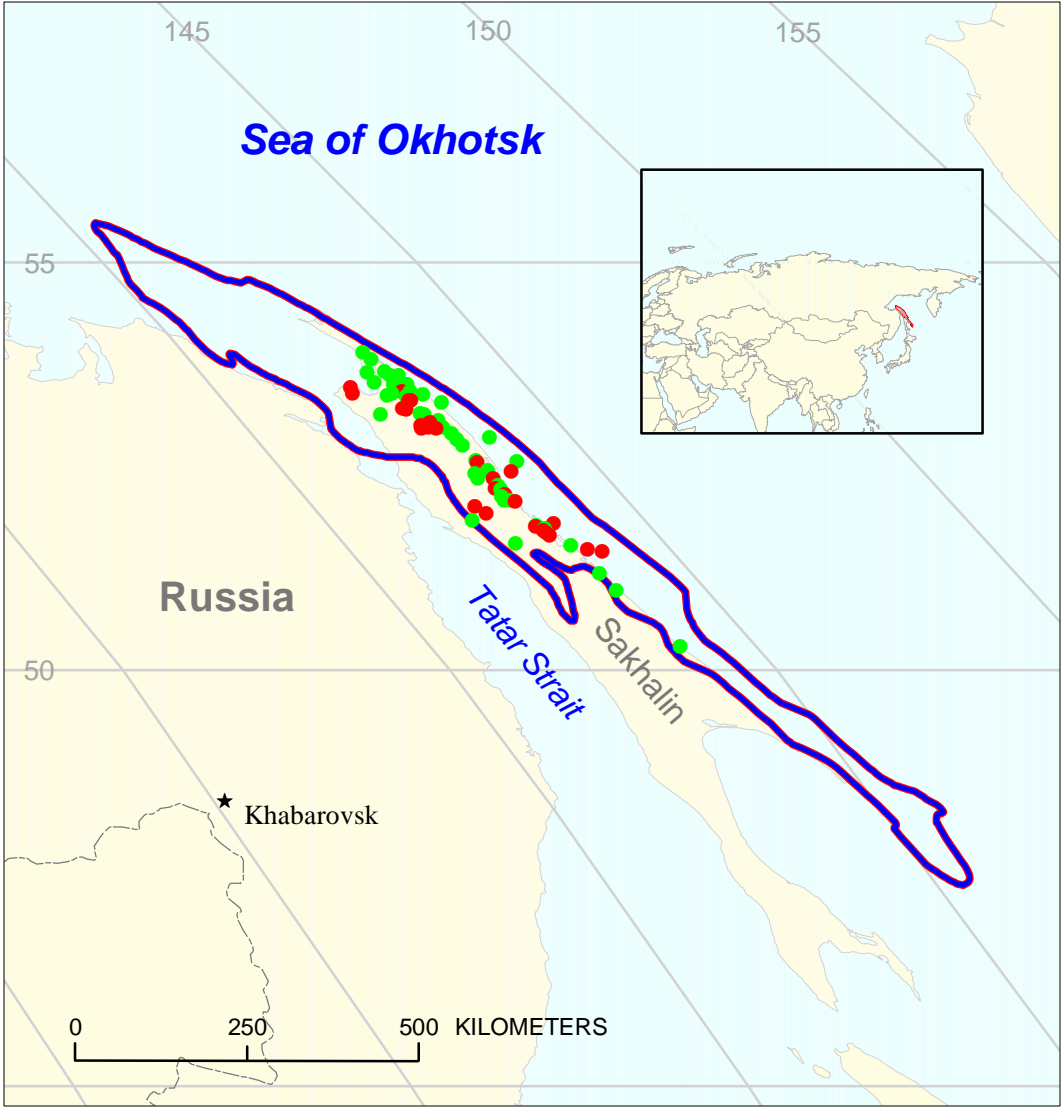 145
150
155
Sea of Okhotsk
55
Russia
Tatar Strait
Sakhalin
50
Khabarovsk
0 250 500 KILOMETERS